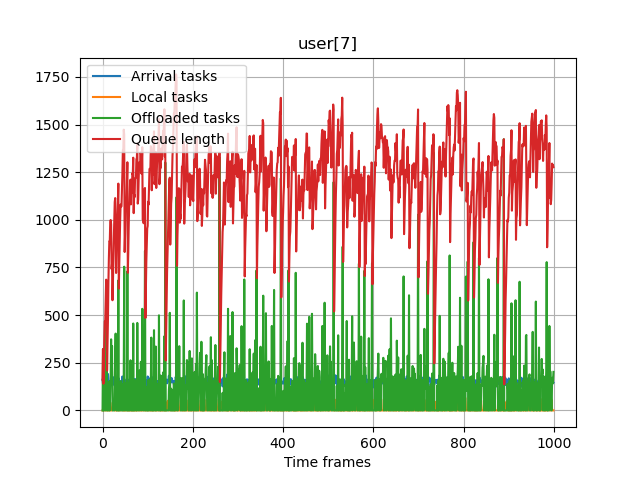 user[7]
Arrival tasks
Local tasks
Offloaded tasks
Queue length
1750
1500
1250
1000
750
500
250
0
0 200 400 600 800 1000
Time frames